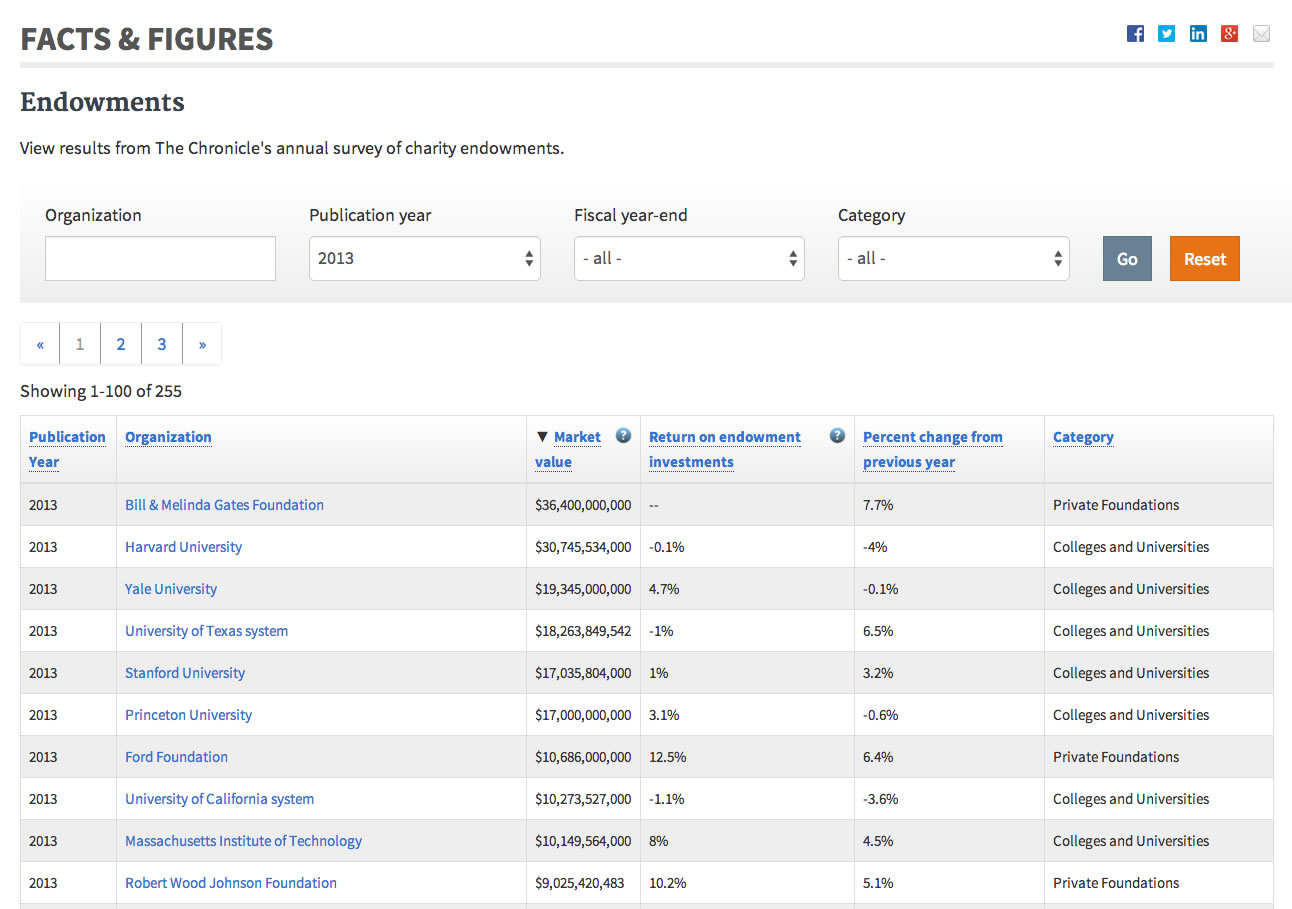 FACTS & FIGURES
Endowments
View results from The Chronicle's annual survey of charity endowments.
Organization Publication year Fiscal year-end Category
2013 - all - - all - Go Reset
« 1 2 3 »
Showing 1-100 of 255
Publication Year Organization ▼ Market value ? Return on endowment investments ? Percent change from previous year Category
2013 Bill & Melinda Gates Foundation $36,400,000,000 -- 7.7% Private Foundations
2013 Harvard University $30,745,534,000 -0.1% -4% Colleges and Universities
2013 Yale University $19,345,000,000 4.7% -0.1% Colleges and Universities
2013 University of Texas system $18,263,849,542 -1% 6.5% Colleges and Universities
2013 Stanford University $17,035,804,000 1% 3.2% Colleges and Universities
2013 Princeton University $17,000,000,000 3.1% -0.6% Colleges and Universities
2013 Ford Foundation $10,686,000,000 12.5% 6.4% Private Foundations
2013 University of California system $10,273,527,000 -1.1% -3.6% Colleges and Universities
2013 Massachusetts Institute of Technology $10,149,564,000 8% 4.5% Colleges and Universities
2013 Robert Wood Johnson Foundation $9,025,420,483 10.2% 5.1% Private Foundations